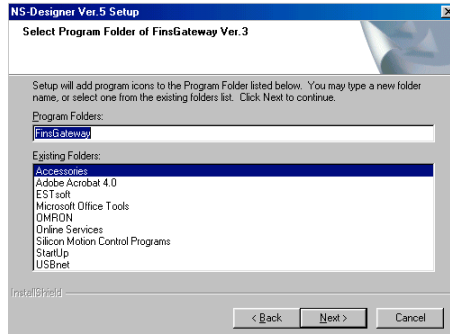 NS-Designer Ver.5 Setup
Select Program Folder of FinsGateway Ver.3
Setup will add program icons to the Program Folder listed below. You may type a new folder
name, or select one from the existing folders list. Click Next to continue.
Program Folders:
FinsGateway
Existing Folders:
Accessories
Adobe Acrobat 4.0
ESTsoft
Microsoft Office Tools
OMRON
Online Services
Silicon Motion Control Programs
StartUp
USBnet
InstallShield
< Back
Next >
Cancel